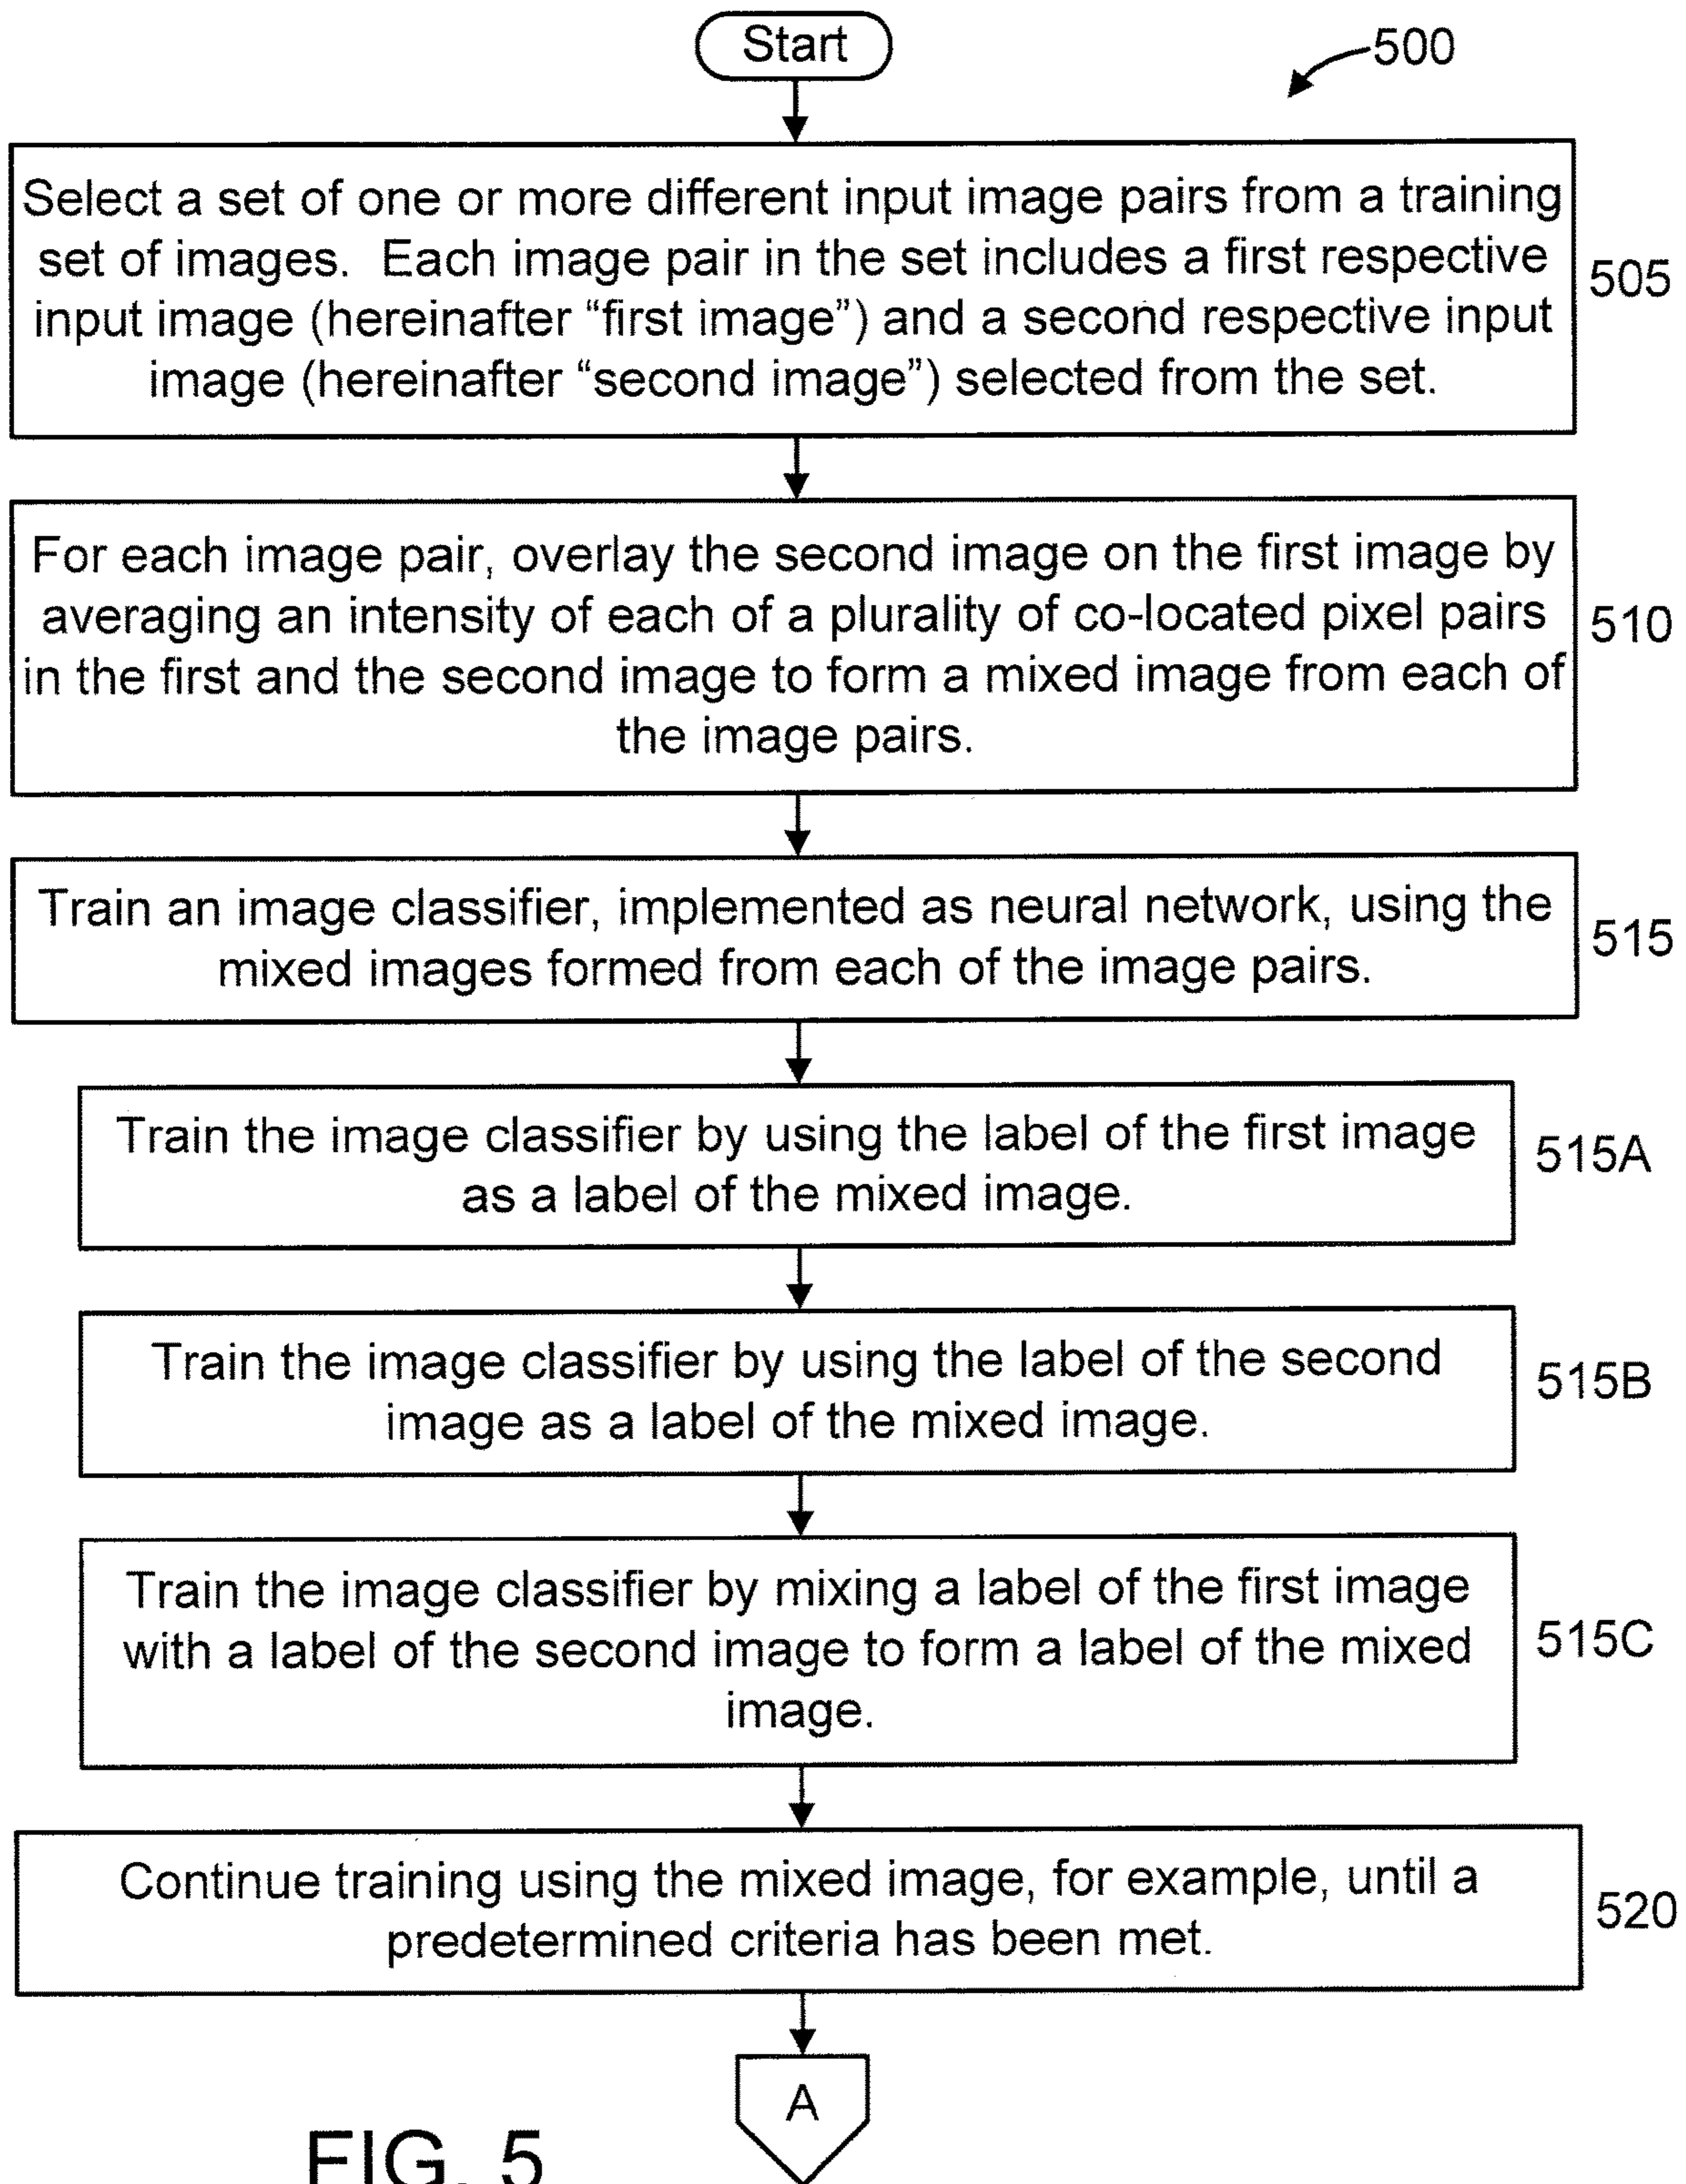 Start
500
Select a set of one or more different input image pairs from a training
set of images. Each image pair in the set includes a first respective
input image (hereinafter “first image”) and a second respective input
image (hereinafter “second image”) selected from the set.
505
For each image pair, overlay the second image on the first image by
averaging an intensity of each of a plurality of co-located pixel pairs
in the first and the second image to form a mixed image from each of
the image pairs.
510
Train an image classifier, implemented as neural network, using the
mixed images formed from each of the image pairs.
515
Train the image classifier by using the label of the first image
as a label of the mixed image.
515A
Train the image classifier by using the label of the second
image as a label of the mixed image.
515B
Train the image classifier by mixing a label of the first image
with a label of the second image to form a label of the mixed
image.
515C
Continue training using the mixed image, for example, until a
predetermined criteria has been met.
520
A
FIG. 5